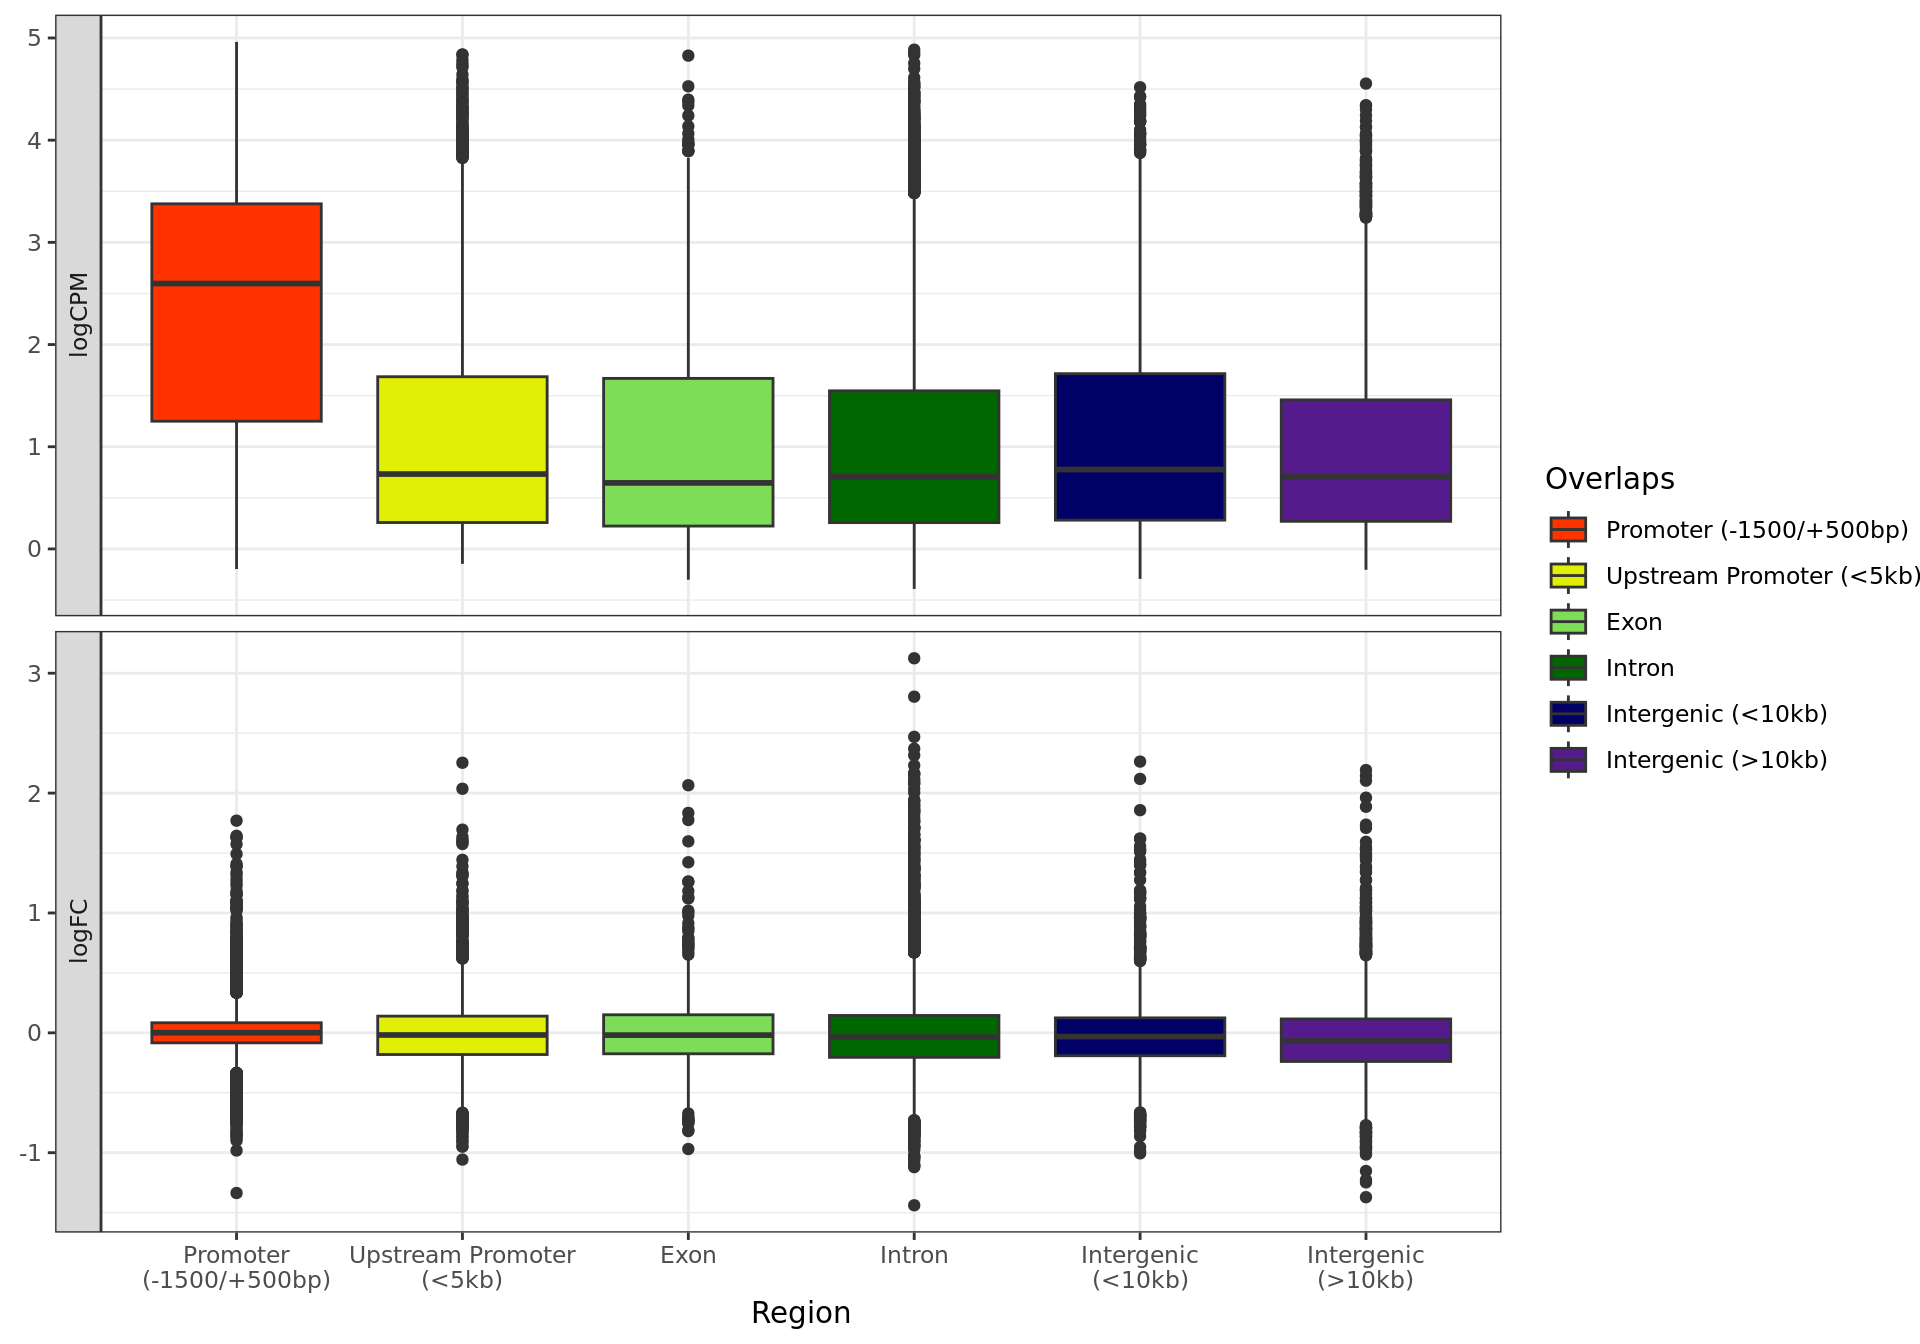 5
4
3
2
1
0
logCPM
3
2
1
0
-1
logFC
Promoter
(-1500/+500bp)
Upstream Promoter
(<5kb)
Exon
Intron
Intergenic
(<10kb)
Intergenic
(>10kb)
Region
Overlaps
Promoter (-1500/+500bp)
Upstream Promoter (<5kb)
Exon
Intron
Intergenic (<10kb)
Intergenic (>10kb)